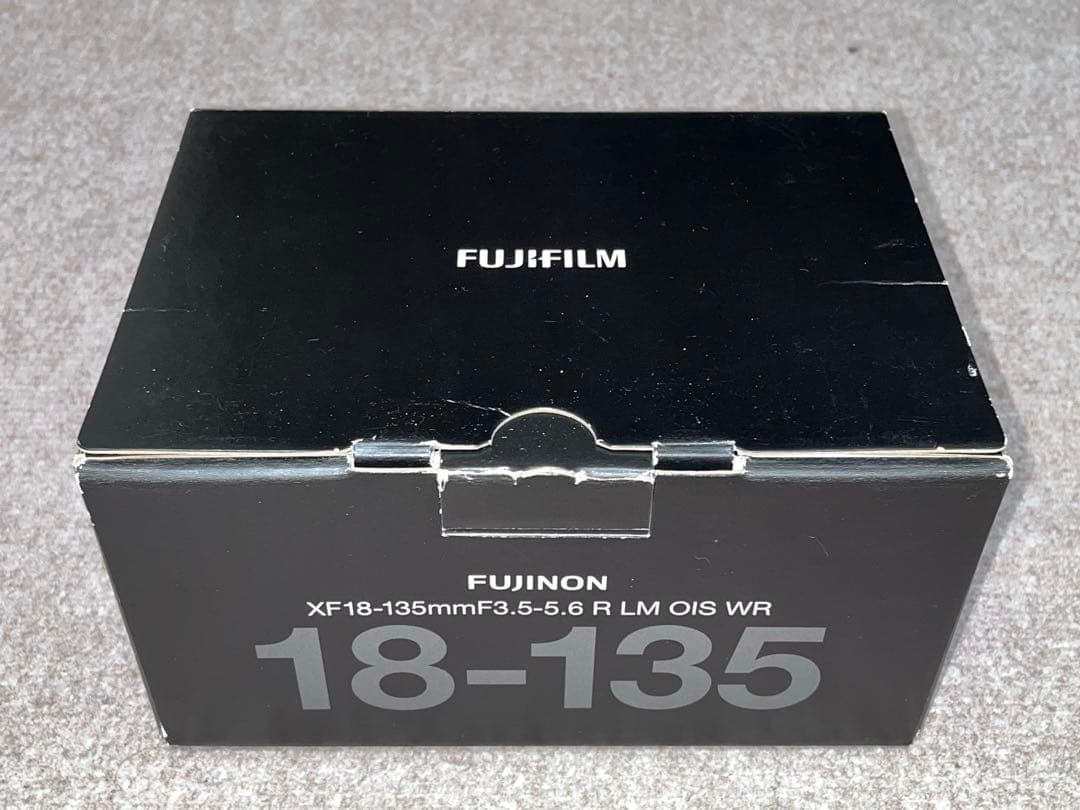 FUJIFILM
FUJINON
XF18-135mmF3.5-5.6 R LM OIS WR
18-135